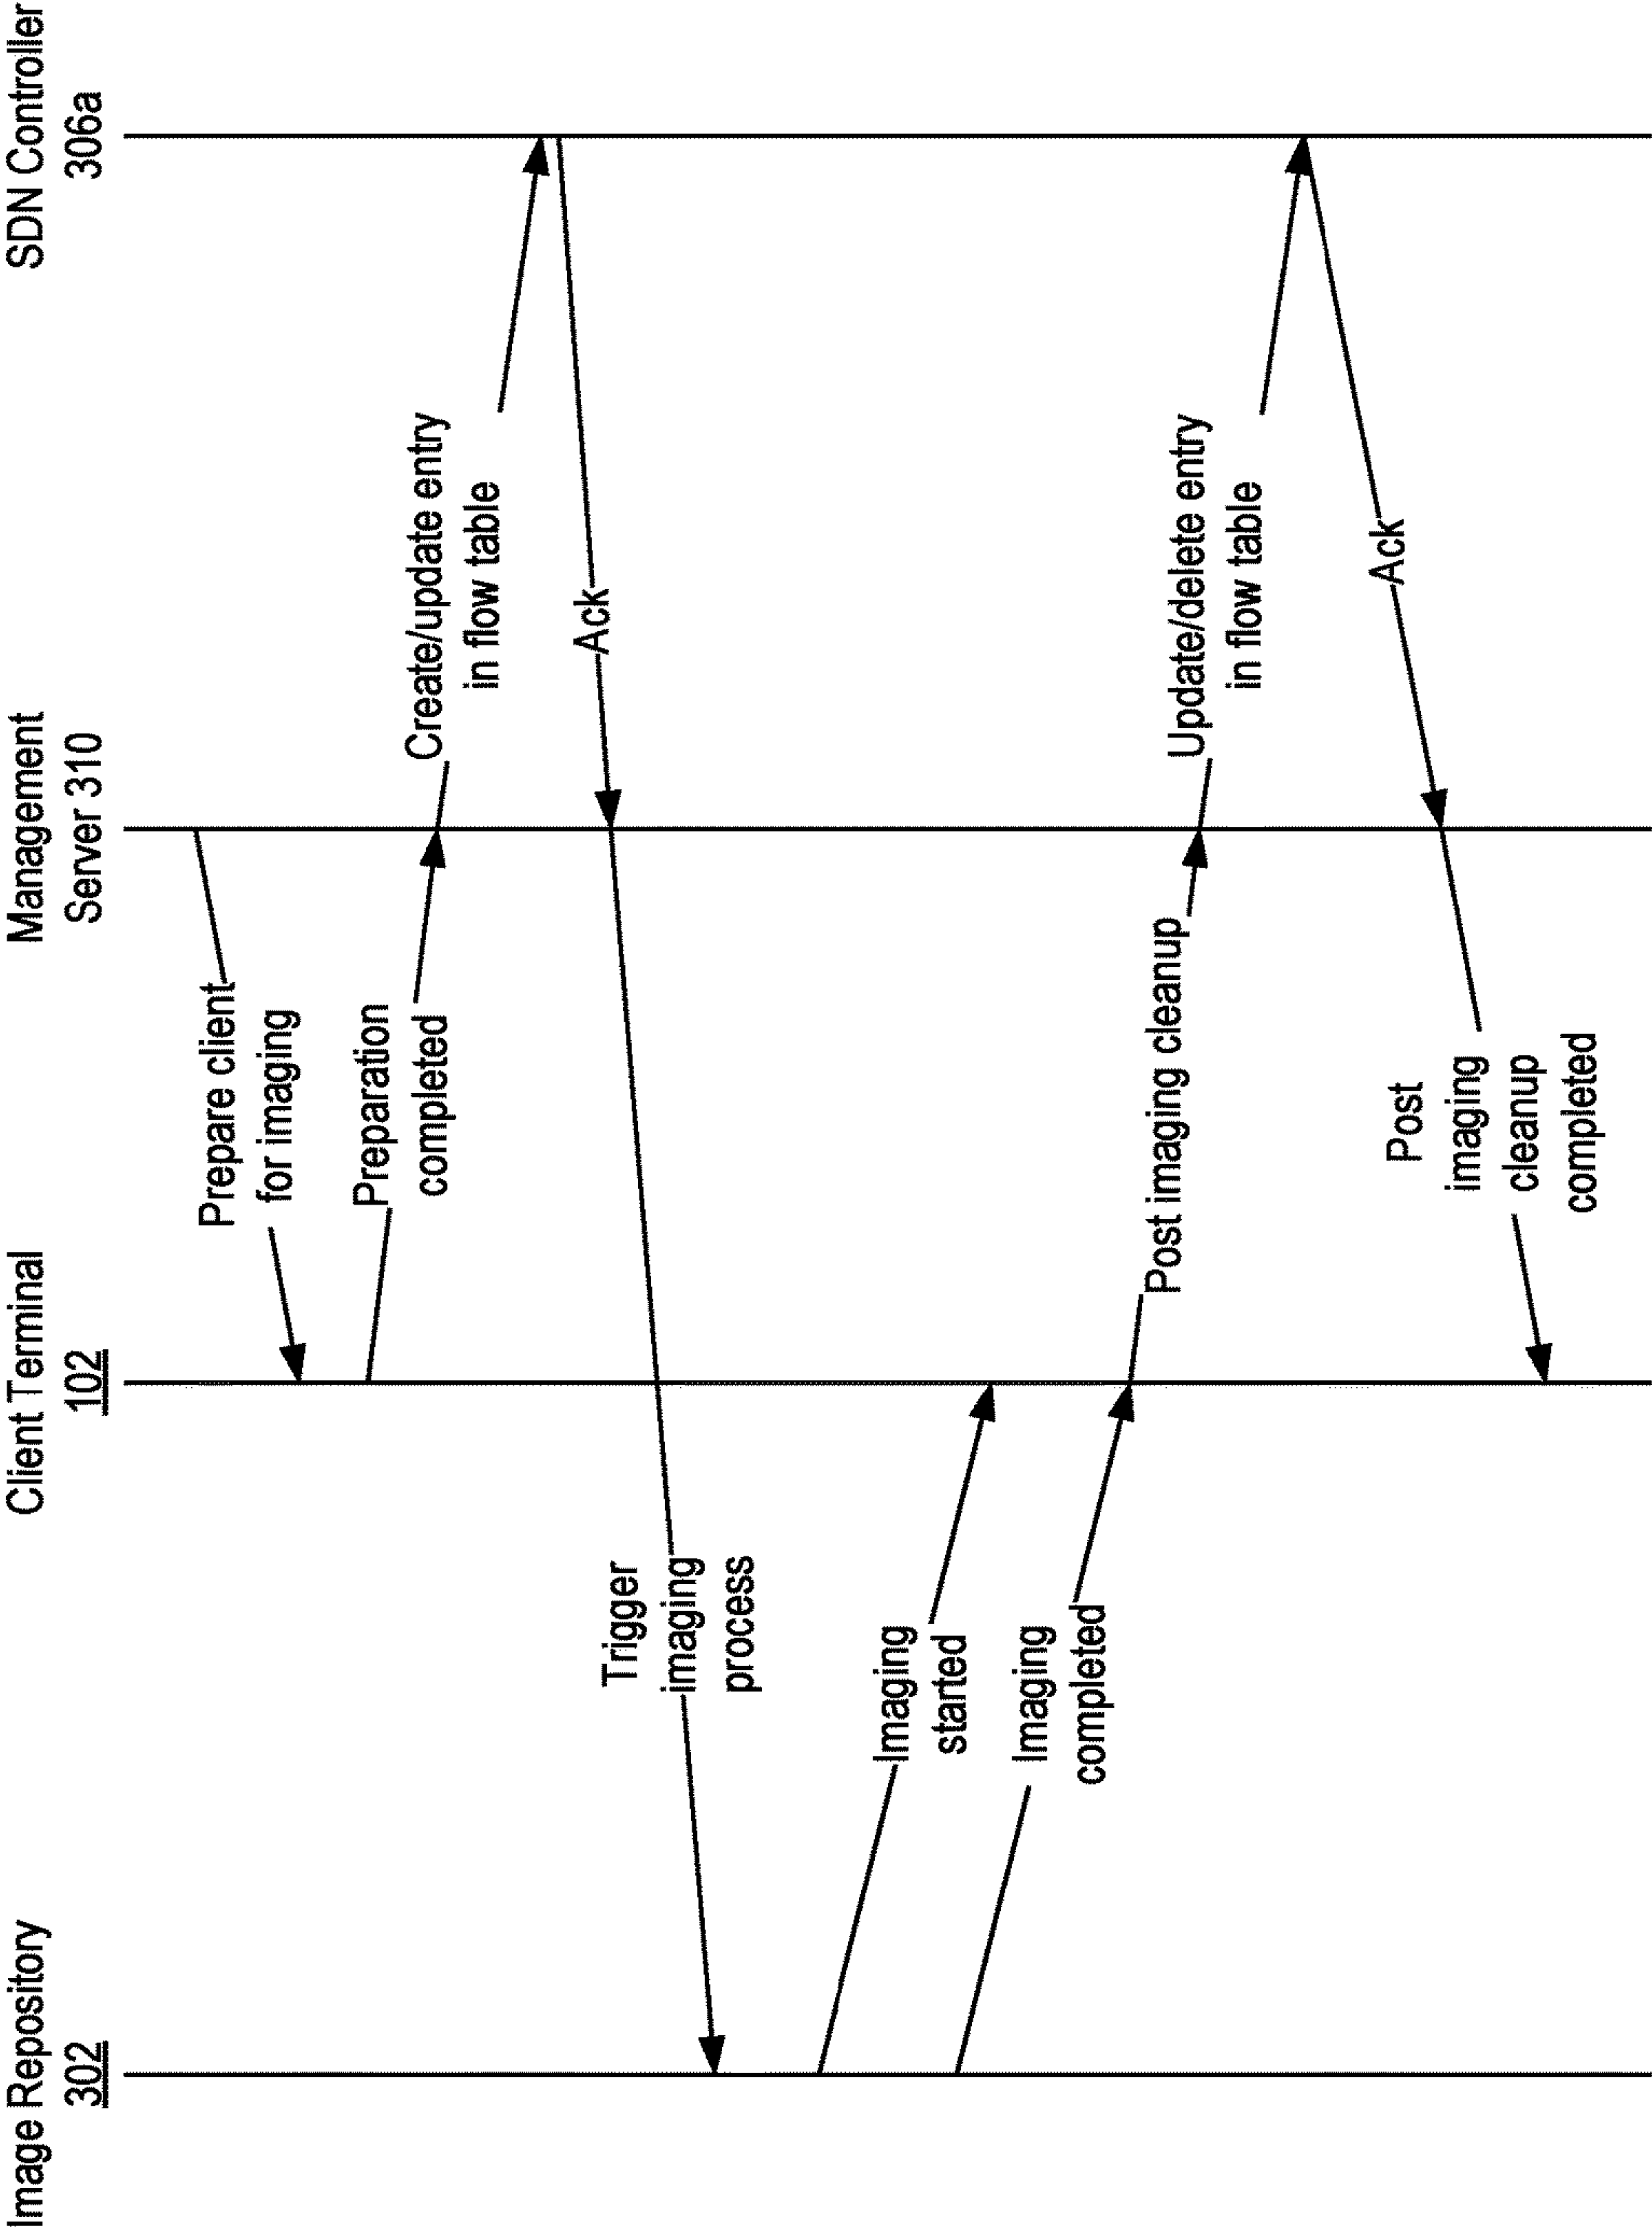 Image Repository
302
Client Terminal
102
Management
Server 310
SDN Controller
306a
Prepare client
for imaging
Preparation
completed
Create/update entry
in flow table
Ack
Trigger
imaging
process
Imaging
started
Imaging
completed
Post imaging cleanup
Update/delete entry
in flow table
Ack
Post
imaging
cleanup
completed